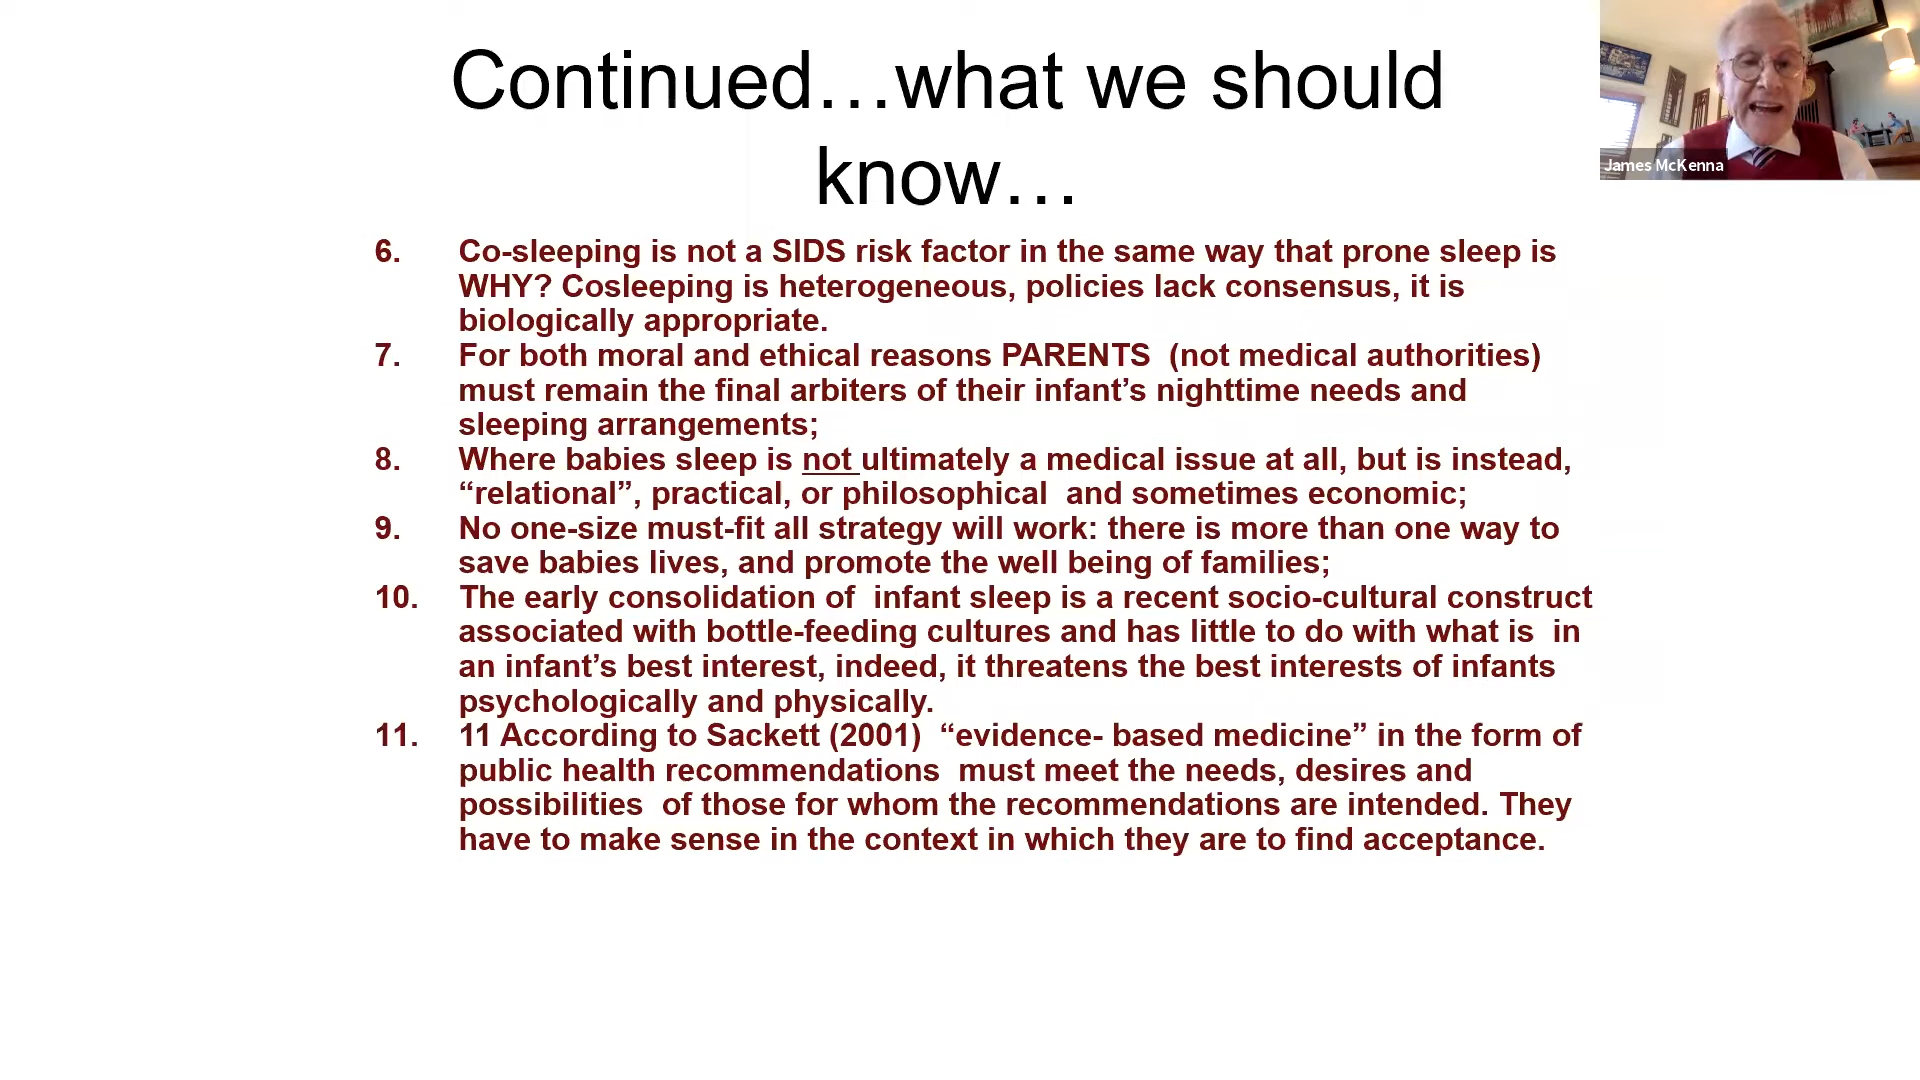 Continued…what we should
know…
James McKenna
6. Co-sleeping is not a SIDS risk factor in the same way that prone sleep is
WHY? Cosleeping is heterogeneous, policies lack consensus, it is
biologically appropriate.
7. For both moral and ethical reasons PARENTS (not medical authorities)
must remain the final arbiters of their infant’s nighttime needs and
sleeping arrangements;
8. Where babies sleep is not ultimately a medical issue at all, but is instead,
“relational”, practical, or philosophical and sometimes economic;
9. No one-size must-fit all strategy will work: there is more than one way to
save babies lives, and promote the well being of families;
10. The early consolidation of infant sleep is a recent socio-cultural construct
associated with bottle-feeding cultures and has little to do with what is in
an infant’s best interest, indeed, it threatens the best interests of infants
psychologically and physically.
11. 11 According to Sackett (2001) “evidence- based medicine” in the form of
public health recommendations must meet the needs, desires and
possibilities of those for whom the recommendations are intended. They
have to make sense in the context in which they are to find acceptance.